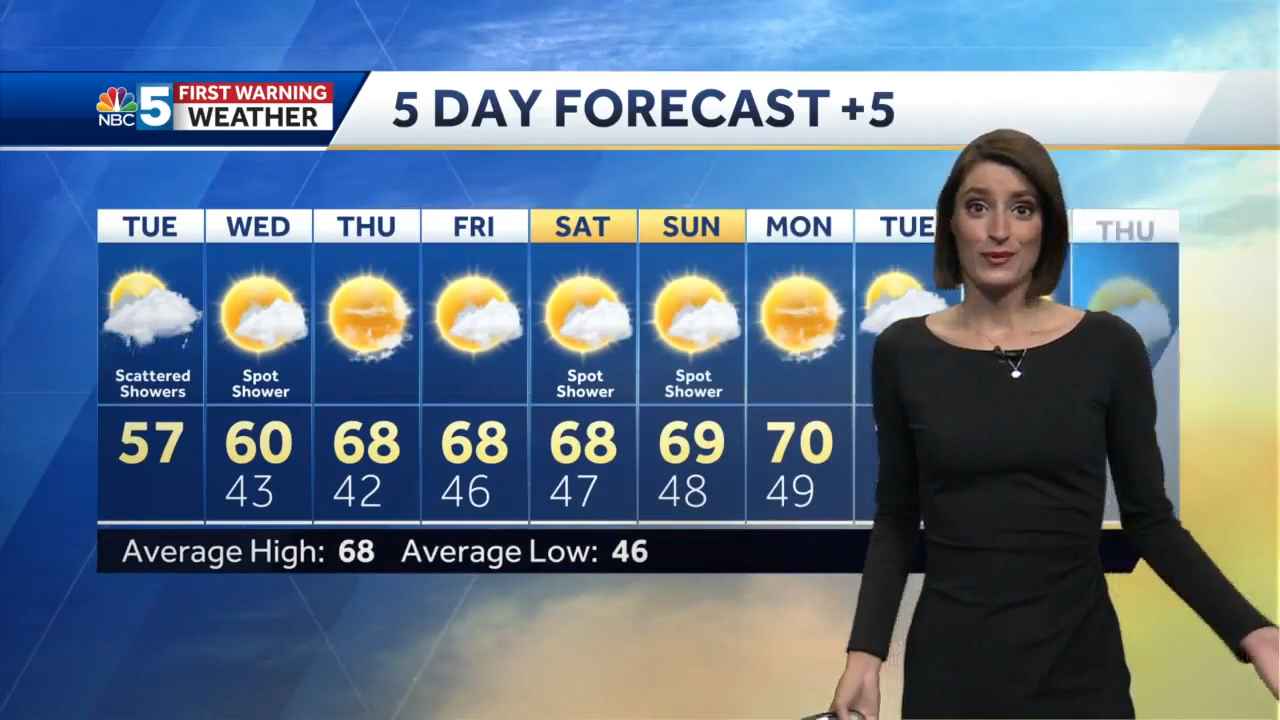 NBC 5 FIRST WARNING
WEATHER
5 DAY FORECAST +5
TUE WED THU FRI SAT SUN MON TUE THU
Scattered Showers
Spot Shower
Spot Shower
Spot Shower
57 60 68 68 68 69 70
43 42 46 47 48 49
Average High: 68 Average Low: 46